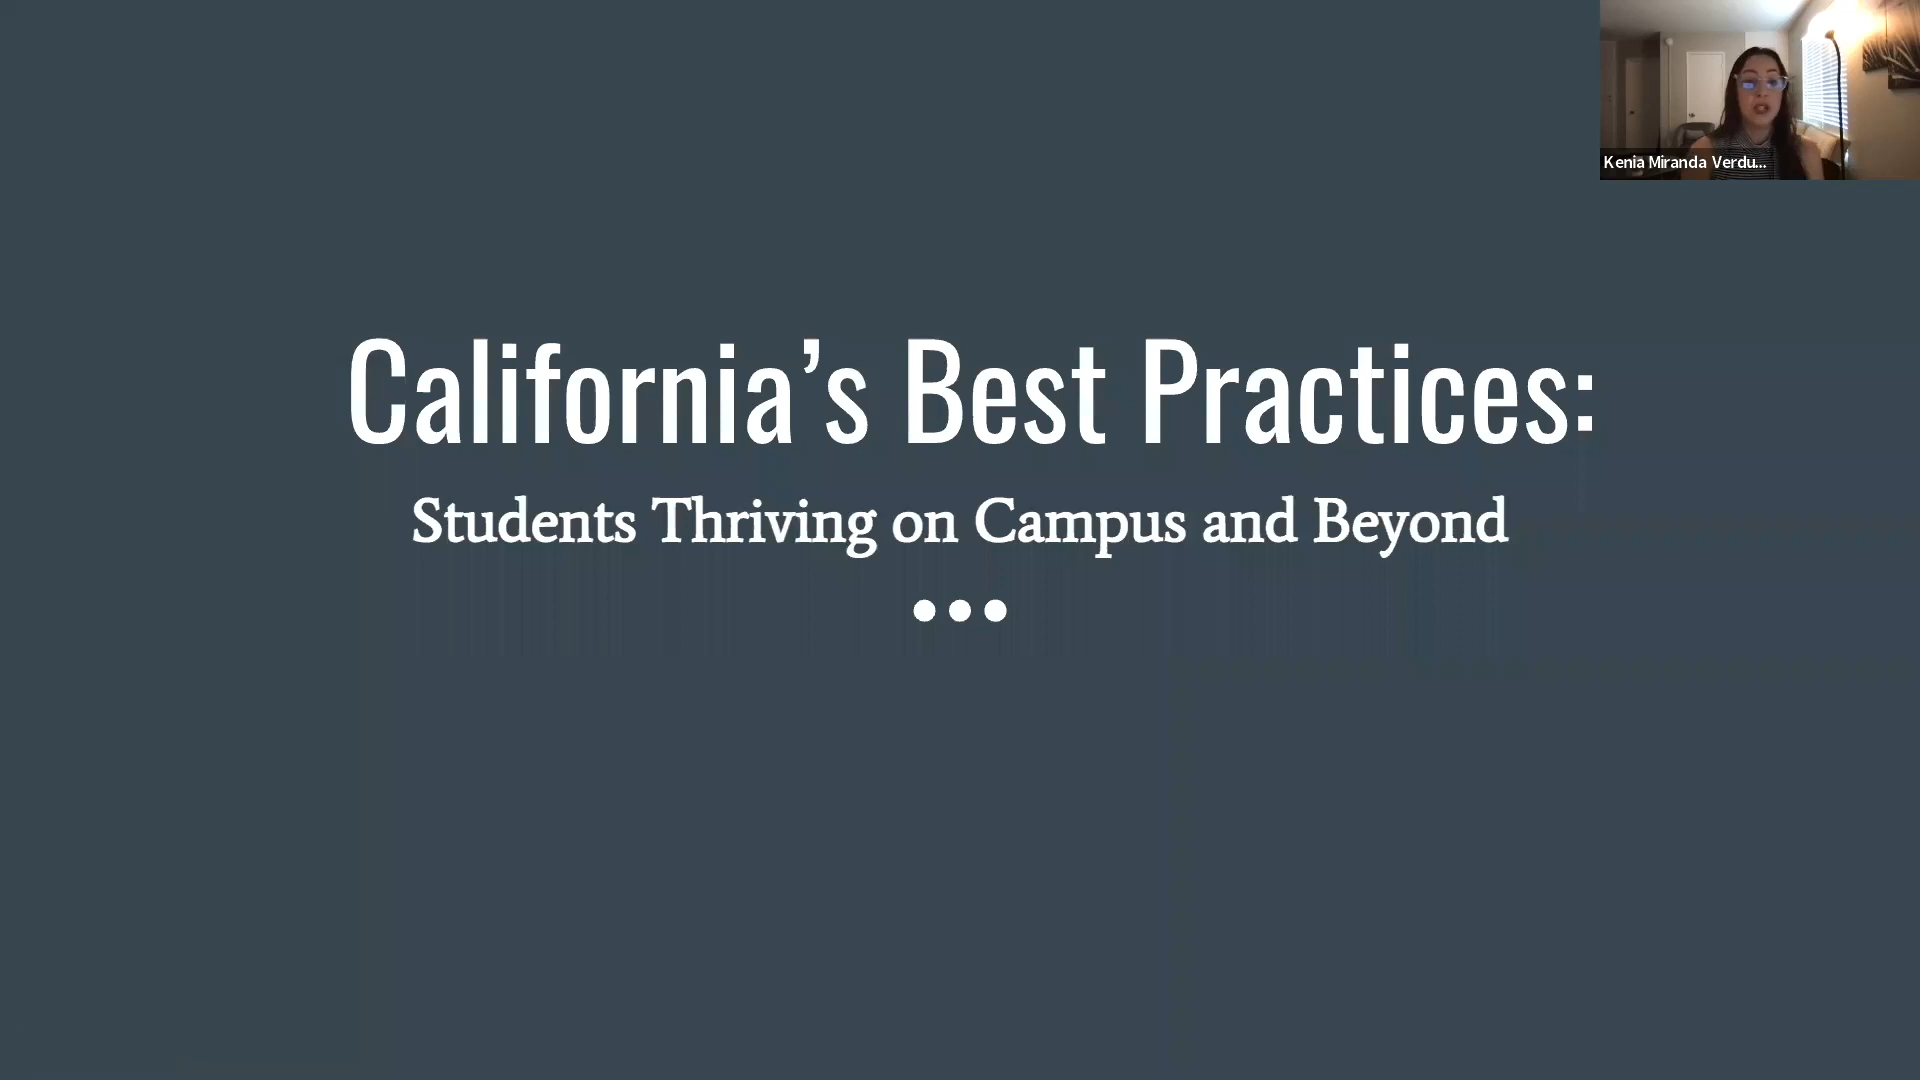 Kenia Miranda Verdu...
California’s Best Practices:
Students Thriving on Campus and Beyond